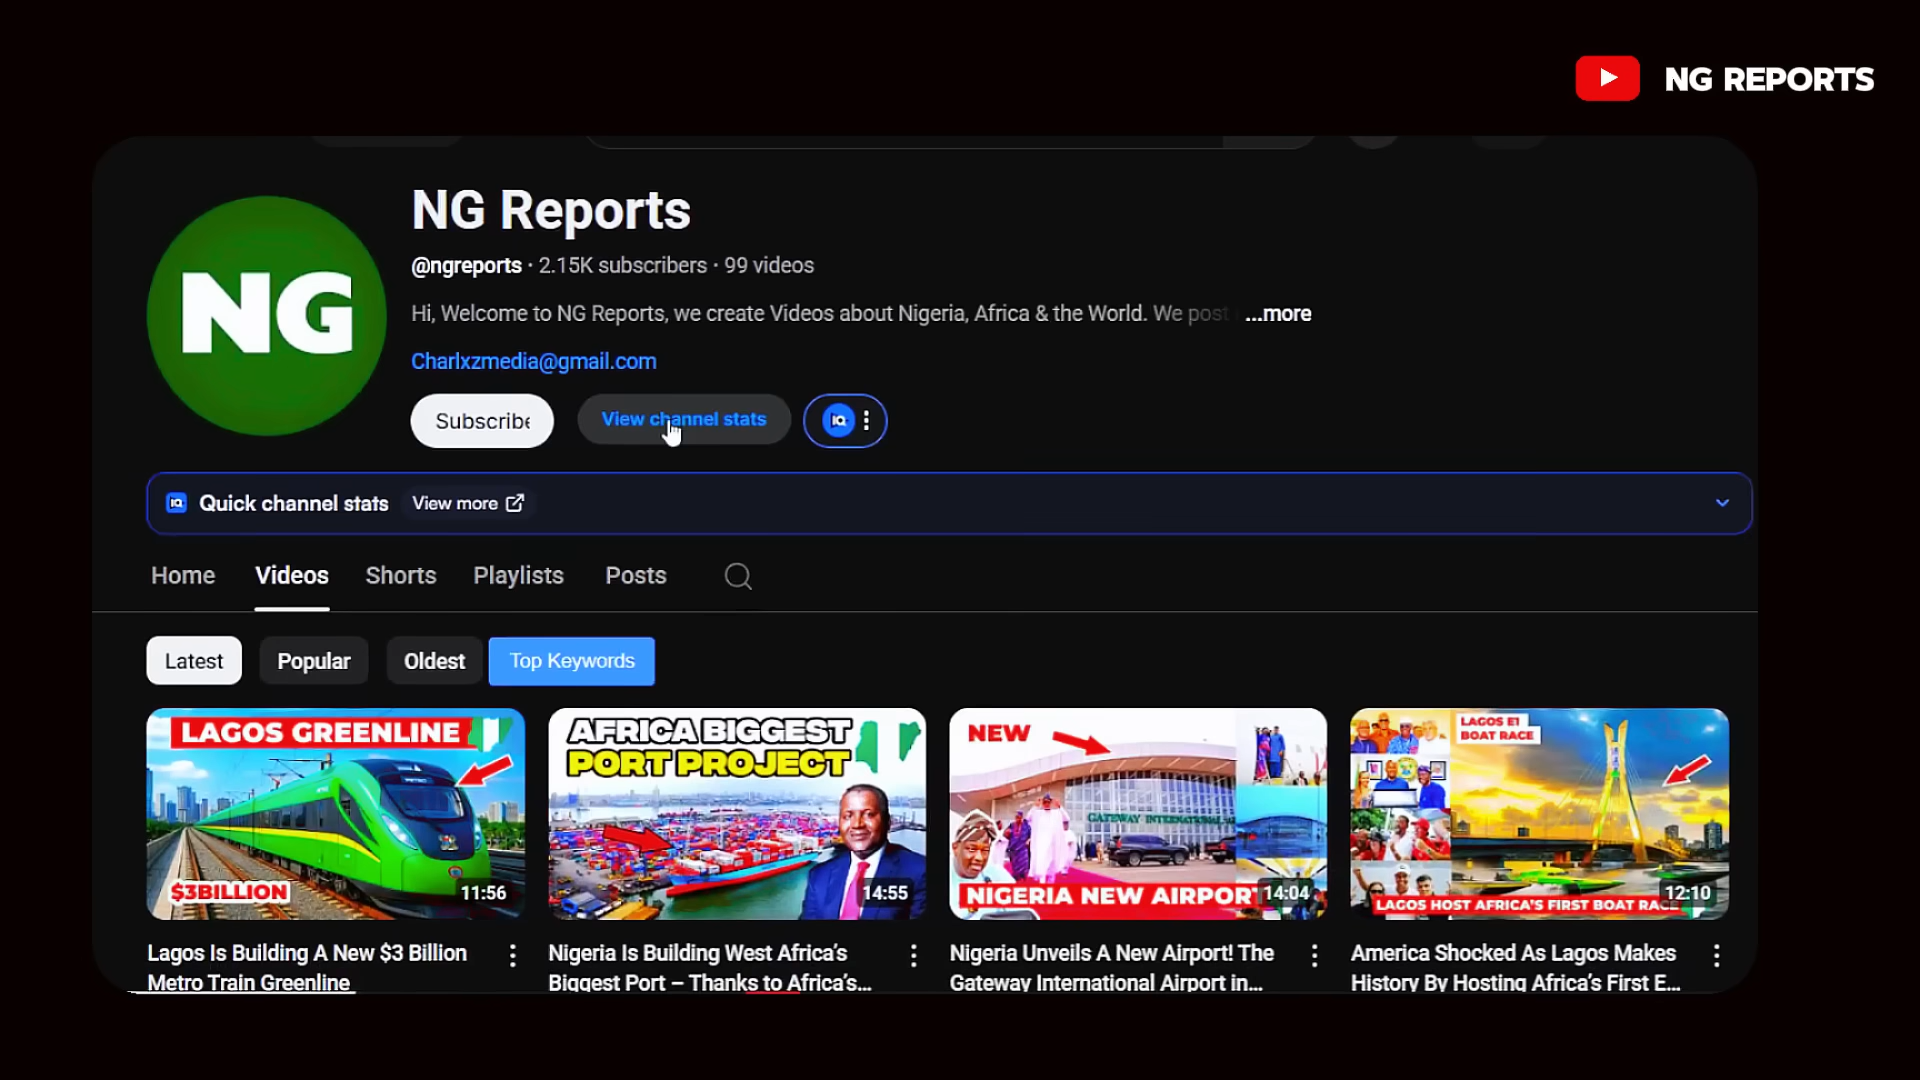 NG REPORTS
NG
NG Reports
@ngreports · 2.15K subscribers · 99 videos
Hi, Welcome to NG Reports, we create Videos about Nigeria, Africa & the World. We post ...more
Charlxzmedia@gmail.com
Subscribe
View channel stats
IQ
IQ Quick channel stats View more
Home Videos Shorts Playlists Posts
Latest Popular Oldest Top Keywords
LAGOS GREENLINE
$3BILLION
11:56
AFRICA BIGGEST
PORT PROJECT
14:55
NEW
GATEWAY INTERNATIONAL
NIGERIA NEW AIRPORT
14:04
LAGOS E1
BOAT RACE
LAGOS HOST AFRICA'S FIRST BOAT RACE
12:10
Lagos Is Building A New $3 Billion
Metro Train Greenline
Nigeria Is Building West Africa's
Biggest Port – Thanks to Africa's...
Nigeria Unveils A New Airport! The
Gateway International Airport in...
America Shocked As Lagos Makes
History By Hosting Africa's First E...